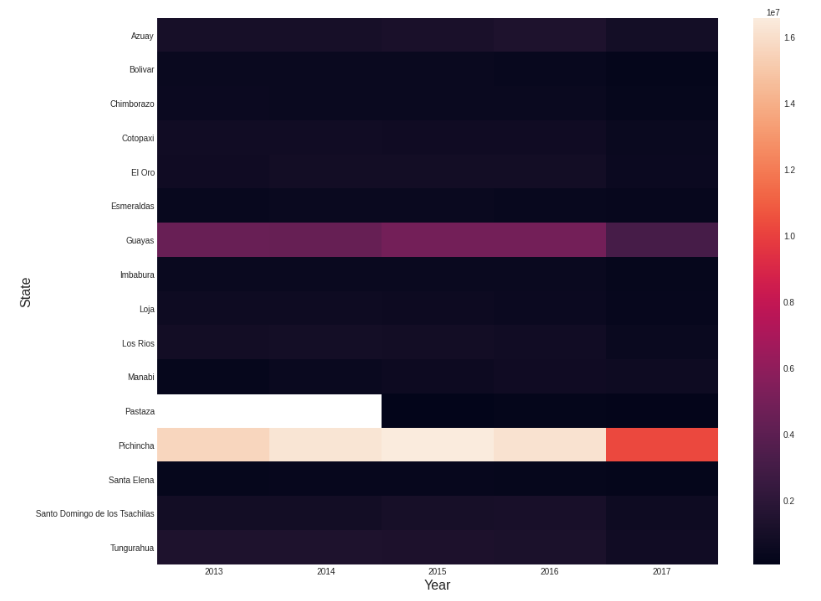 1e7
Azuay
Bolivar
Chimborazo
Cotopaxi
El Oro
Esmeraldas
Guayas
Imbabura
Loja
Los Rios
Manabi
Pastaza
Pichincha
Santa Elena
Santo Domingo de los Tsachilas
Tungurahua
State
2013 2014 2015 2016 2017
Year
1.6
1.4
1.2
1.0
0.8
0.6
0.4
0.2